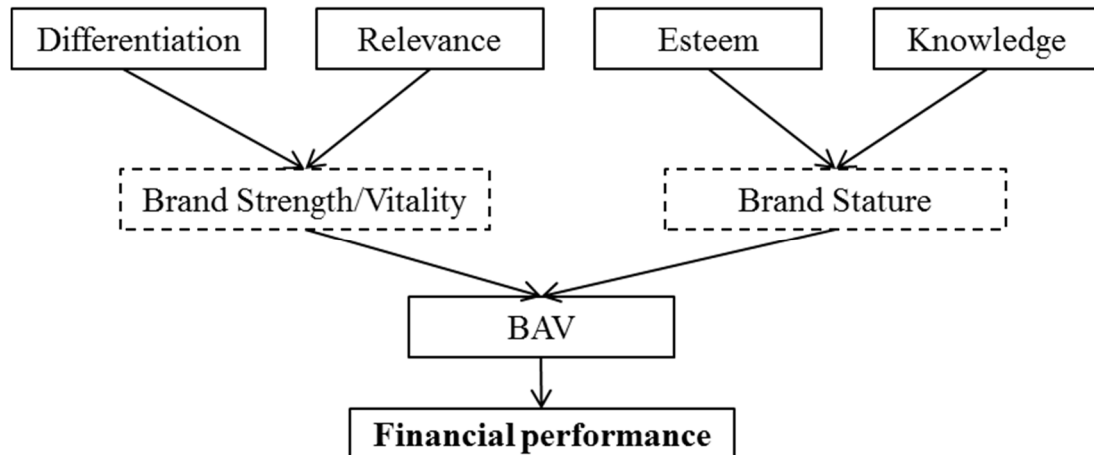 Differentiation
Relevance
Esteem
Knowledge
Brand Strength/Vitality
Brand Stature
BAV
Financial performance